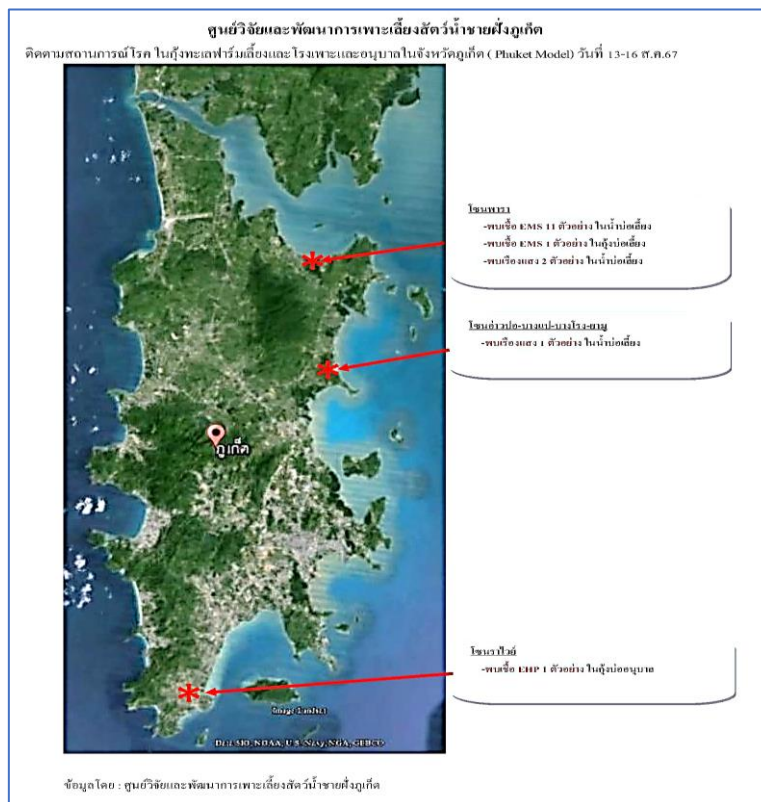 ศูนย์วิจัยและพัฒนาการเพาะเลี้ยงสัตว์น้ำชายฝั่งภูเก็ต
ติดตามสถานการณ์โรค ในกุ้งทะเลฟาร์มเลี้ยงและโรงเพาะและอนุบาลในจังหวัดภูเก็ต ( Phuket Model) วันที่ 13-16 ส.ค.67
โซนพารา
-พบเชื้อ EMS 11 ตัวอย่าง ในน้ำบ่อเลี้ยง
-พบเชื้อ EMS 1 ตัวอย่าง ในกุ้งบ่อเลี้ยง
-พบเรืองแสง 2 ตัวอย่าง ในน้ำบ่อเลี้ยง
โซนอ่าวปอ-บางแป-บางโรง-ยามู
-พบเรืองแสง 1 ตัวอย่าง ในน้ำบ่อเลี้ยง
ภูเก็ต
โซนราไวย์
-พบเชื้อ EHP 1 ตัวอย่าง ในกุ้งบ่ออนุบาล
Image Landsat
Data SIO, NOAA, U.S. Navy, NGA, GEBCO
ข้อมูลโดย : ศูนย์วิจัยและพัฒนาการเพาะเลี้ยงสัตว์น้ำชายฝั่งภูเก็ต